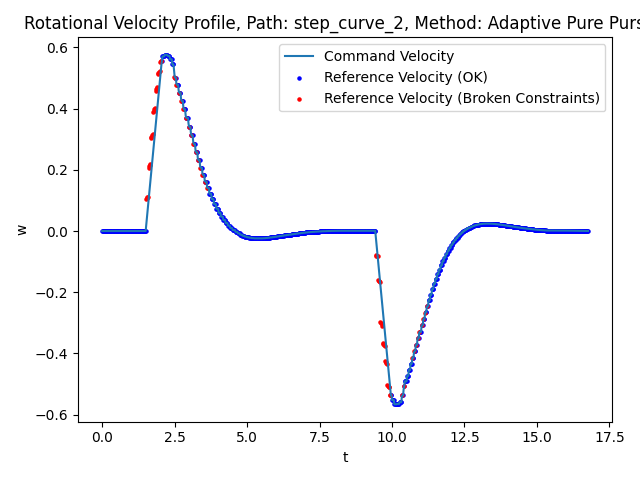 Rotational Velocity Profile, Path: step_curve_2, Method: Adaptive Pure Purs
Command Velocity
Reference Velocity (OK)
Reference Velocity (Broken Constraints)
0.6
0.4
0.2
0.0
−0.2
−0.4
−0.6
w
0.0 2.5 5.0 7.5 10.0 12.5 15.0 17.5
t